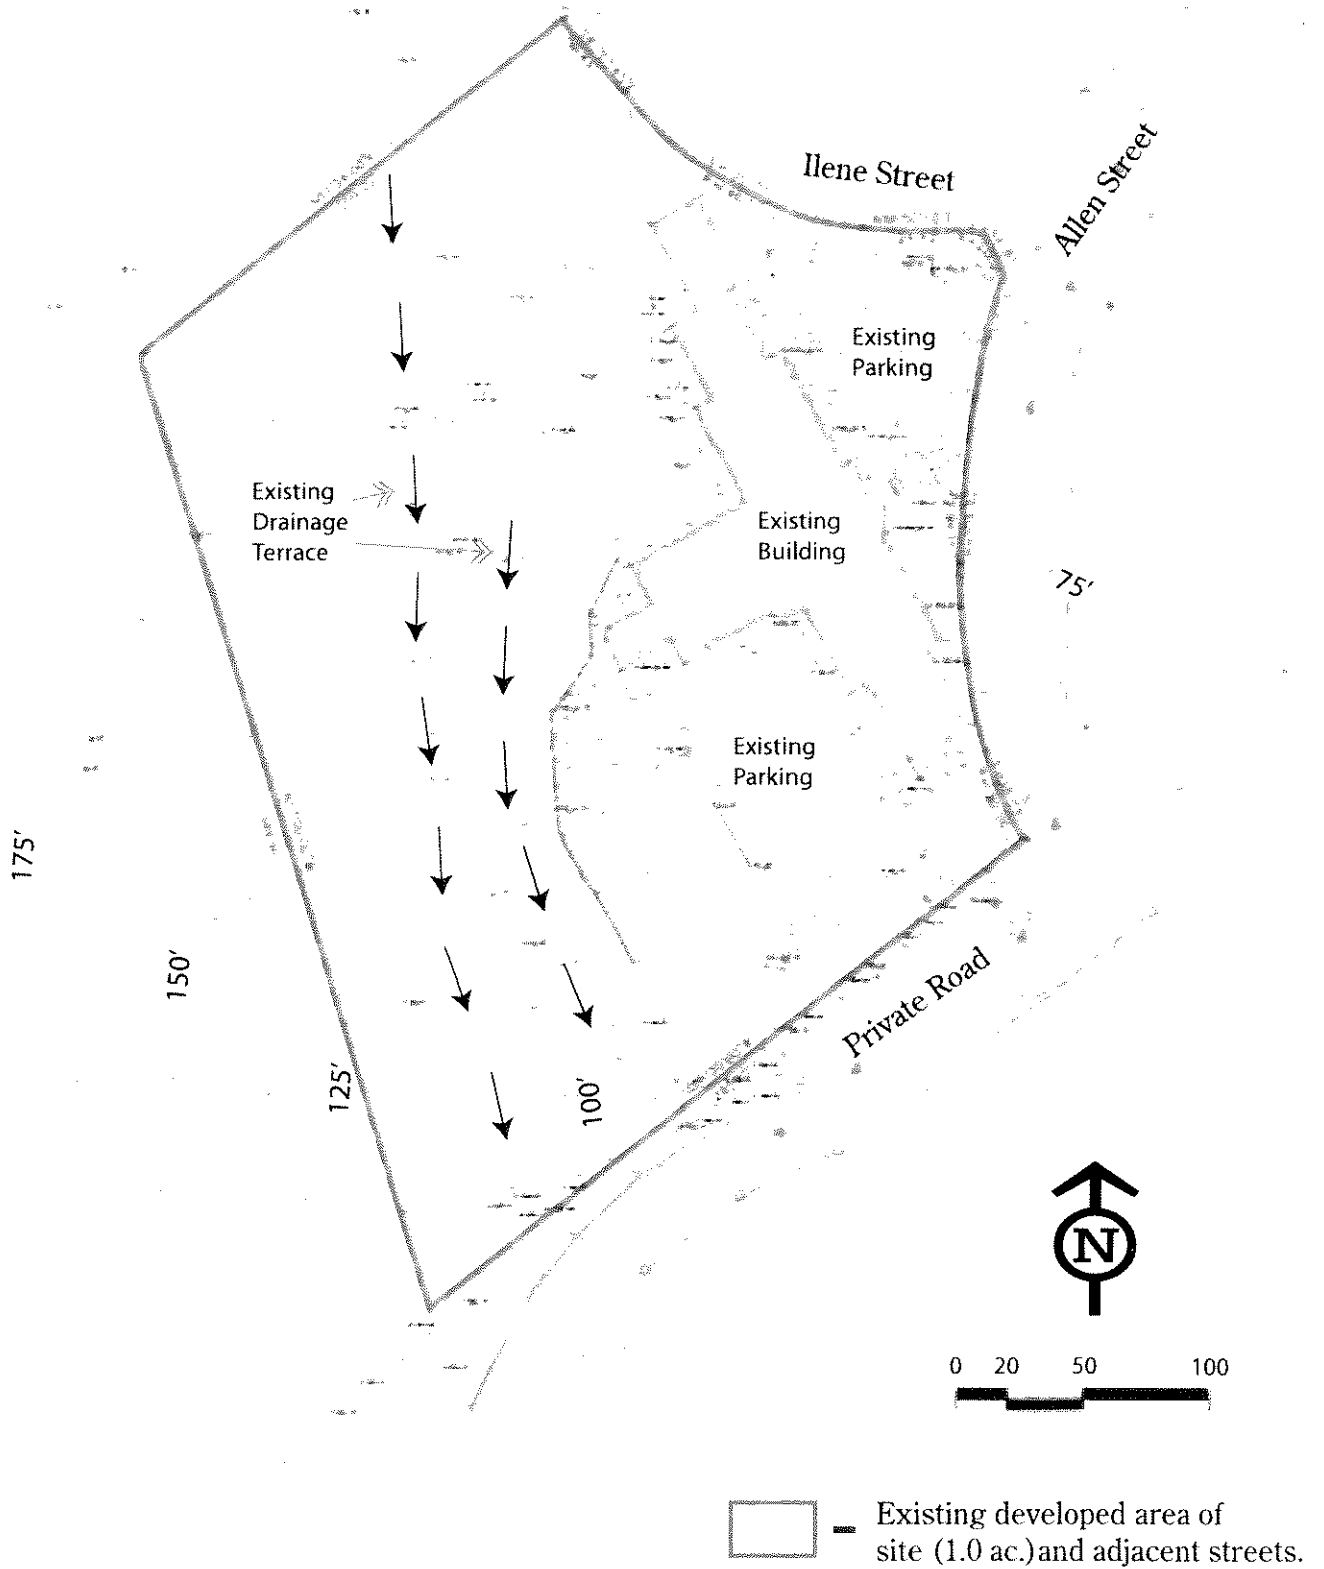 Ilene Street
Allen Street
Existing
Parking
Existing
Drainage
Terrace
Existing
Building
75'
Existing
Parking
175'
150'
Private Road
125'
100'
N
0 20 50 100
- Existing developed area of
site (1.0 ac.) and adjacent streets.